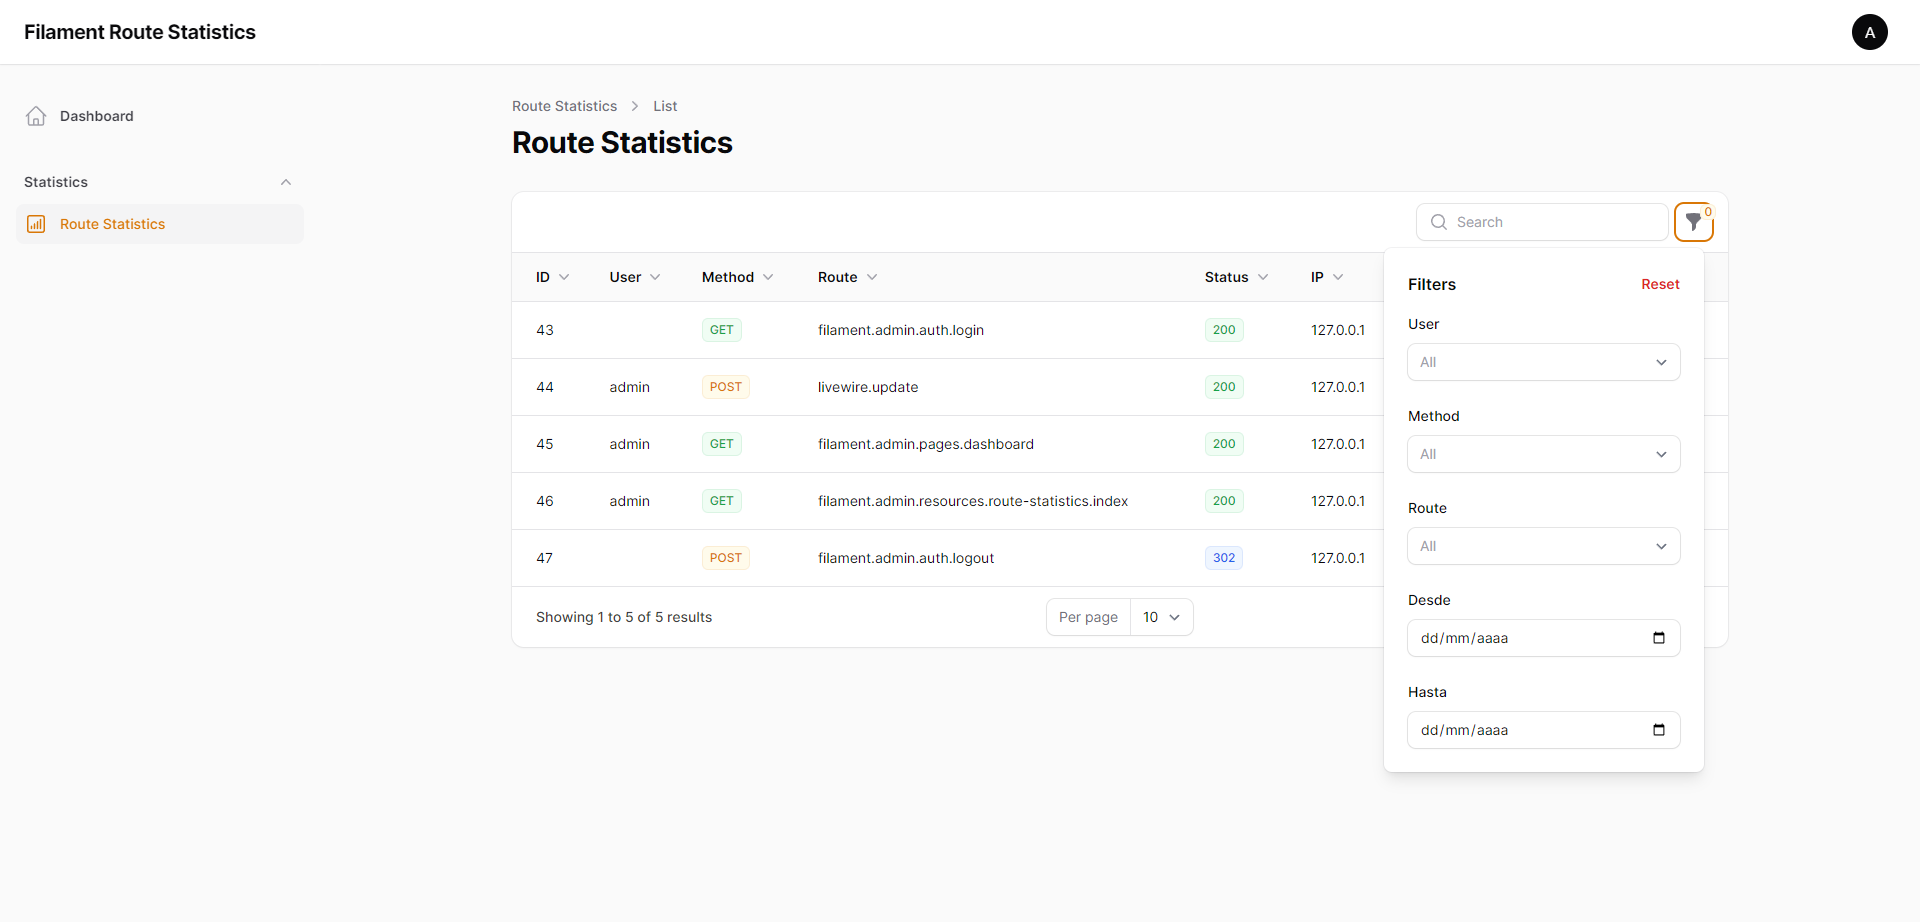 Filament Route Statistics
A
Dashboard
Statistics
Route Statistics
Route Statistics > List
Route Statistics
Search
0
ID User Method Route Status IP
43 GET filament.admin.auth.login 200 127.0.0.1
44 admin POST livewire.update 200 127.0.0.1
45 admin GET filament.admin.pages.dashboard 200 127.0.0.1
46 admin GET filament.admin.resources.route-statistics.index 200 127.0.0.1
47 POST filament.admin.auth.logout 302 127.0.0.1
Showing 1 to 5 of 5 results
Per page 10
Filters Reset
User
All
Method
All
Route
All
Desde
dd/mm/aaaa
Hasta
dd/mm/aaaa